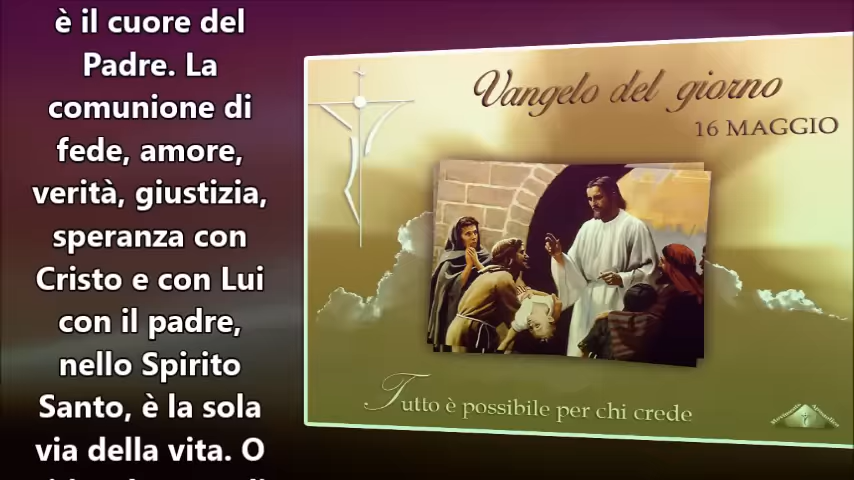 è il cuore del
Padre. La
comunione di
fede, amore,
verità, giustizia,
speranza con
Cristo e con Lui
con il padre,
nello Spirito
Santo, è la sola
via della vita. O
Vangelo del giorno
16 MAGGIO
Tutto è possibile per chi crede